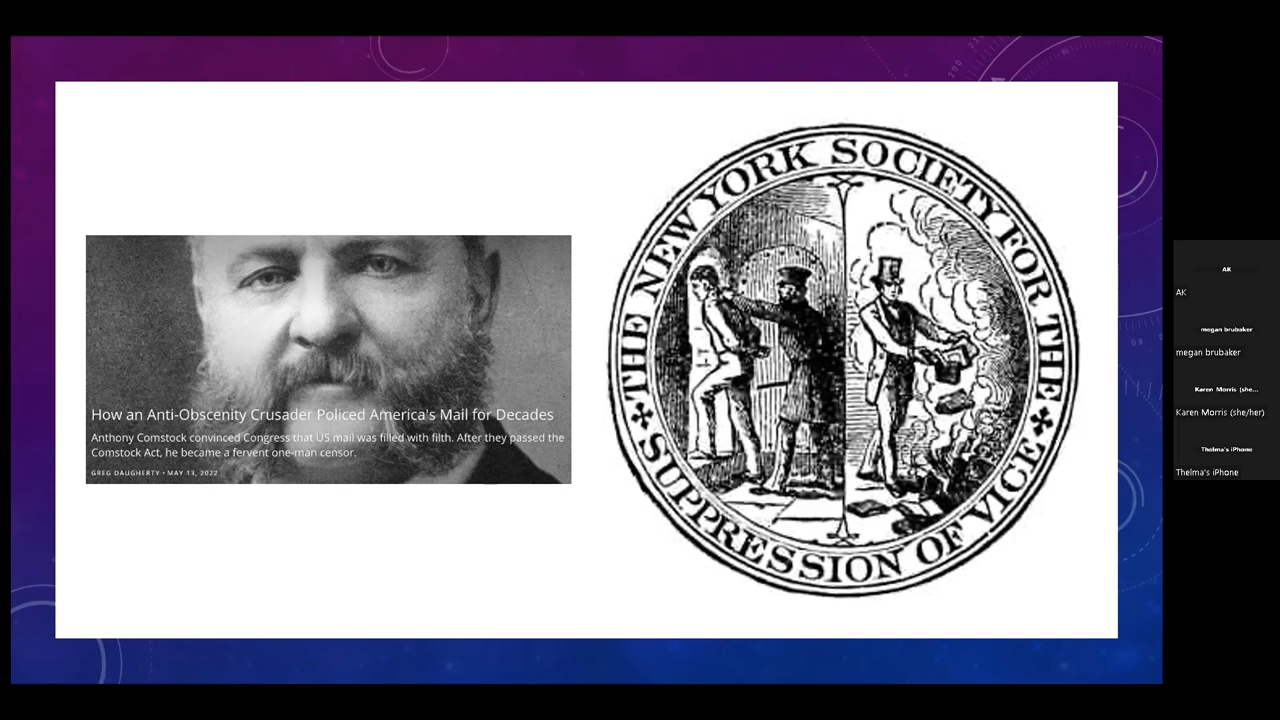 How an Anti-Obscenity Crusader Policed America's Mail for Decades
Anthony Comstock convinced Congress that US mail was filled with filth. After they passed the
Comstock Act, he became a fervent one-man censor.
GREG DAUGHERTY • MAY 13, 2022
THE NEW YORK SOCIETY FOR THE
SUPPRESSION OF VICE
AK
AK
megan brubaker
megan brubaker
Karen Morris (she...
Karen Morris (she/her)
Thelma's iPhone
Thelma's iPhone